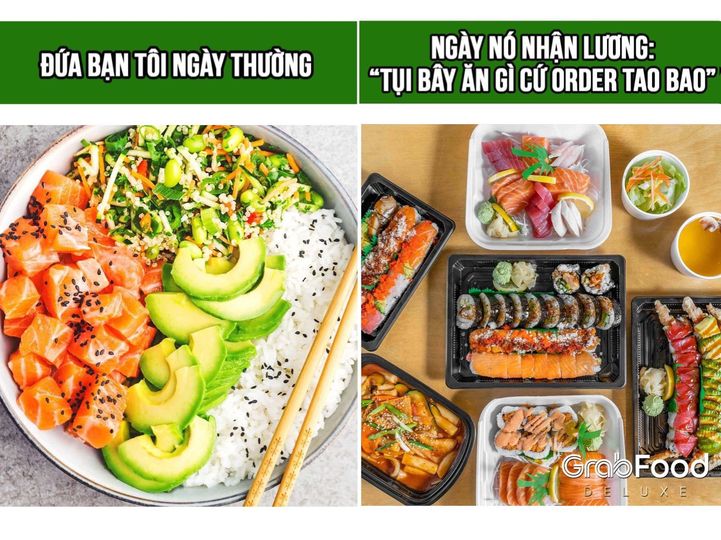 ĐỨA BẠN TÔI NGÀY THƯỜNG
NGÀY NÓ NHẬN LƯƠNG:
“TỤI BÂY ĂN GÌ CỨ ORDER TAO BAO”
GrabFood
DELUXE